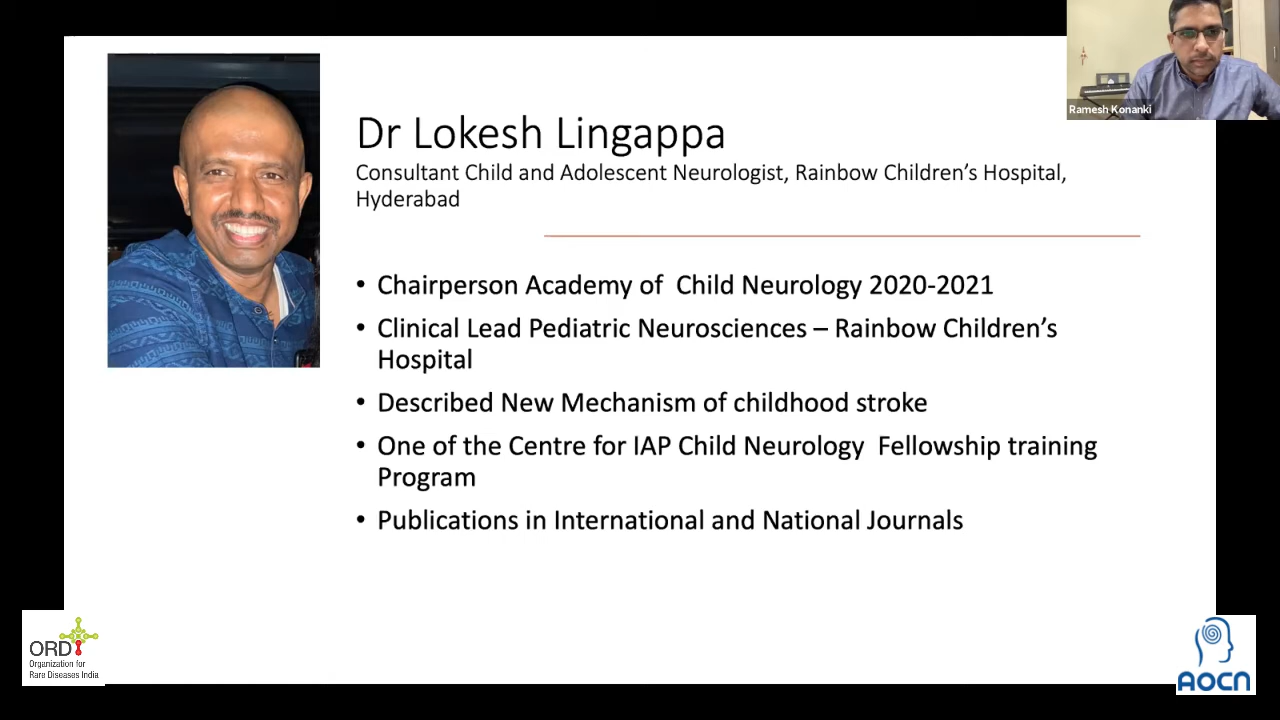 Ramesh Konanki
Dr Lokesh Lingappa
Consultant Child and Adolescent Neurologist, Rainbow Children's Hospital,
Hyderabad
• Chairperson Academy of  Child Neurology 2020-2021
• Clinical Lead Pediatric Neurosciences – Rainbow Children's
Hospital
• Described New Mechanism of childhood stroke
• One of the Centre for IAP Child Neurology  Fellowship training
Program
• Publications in International and National Journals
ORDI
Organization for
Rare Diseases India
AOCN